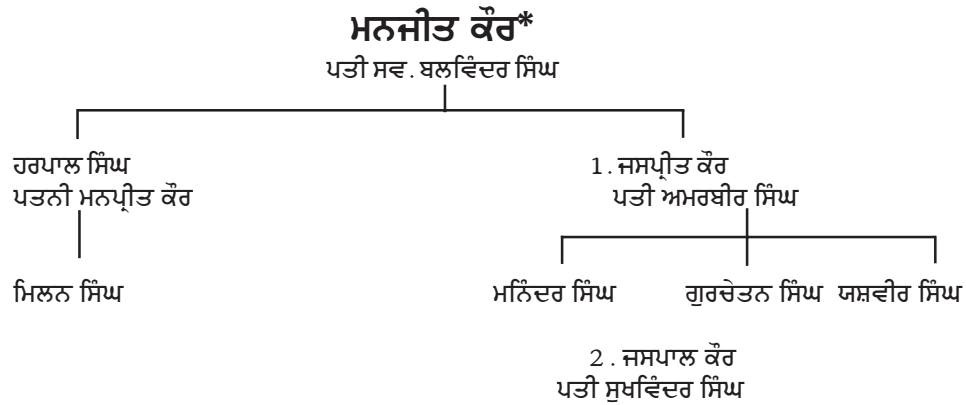 ਮਨਜੀਤ ਕੌਰ*
ਪਤੀ ਸਵ. ਬਲਵਿੰਦਰ ਸਿੰਘ
ਹਰਪਾਲ ਸਿੰਘ
ਪਤਨੀ ਮਨਪ੍ਰੀਤ ਕੌਰ
1. ਜਸਪ੍ਰੀਤ ਕੌਰ
ਪਤੀ ਅਮਰਬੀਰ ਸਿੰਘ
ਮਿਲਨ ਸਿੰਘ
ਮਨਿੰਦਰ ਸਿੰਘ ਗੁਰਚੇਤਨ ਸਿੰਘ ਯਸ਼ਵੀਰ ਸਿੰਘ
2. ਜਸਪਾਲ ਕੌਰ
ਪਤੀ ਸੁਖਵਿੰਦਰ ਸਿੰਘ